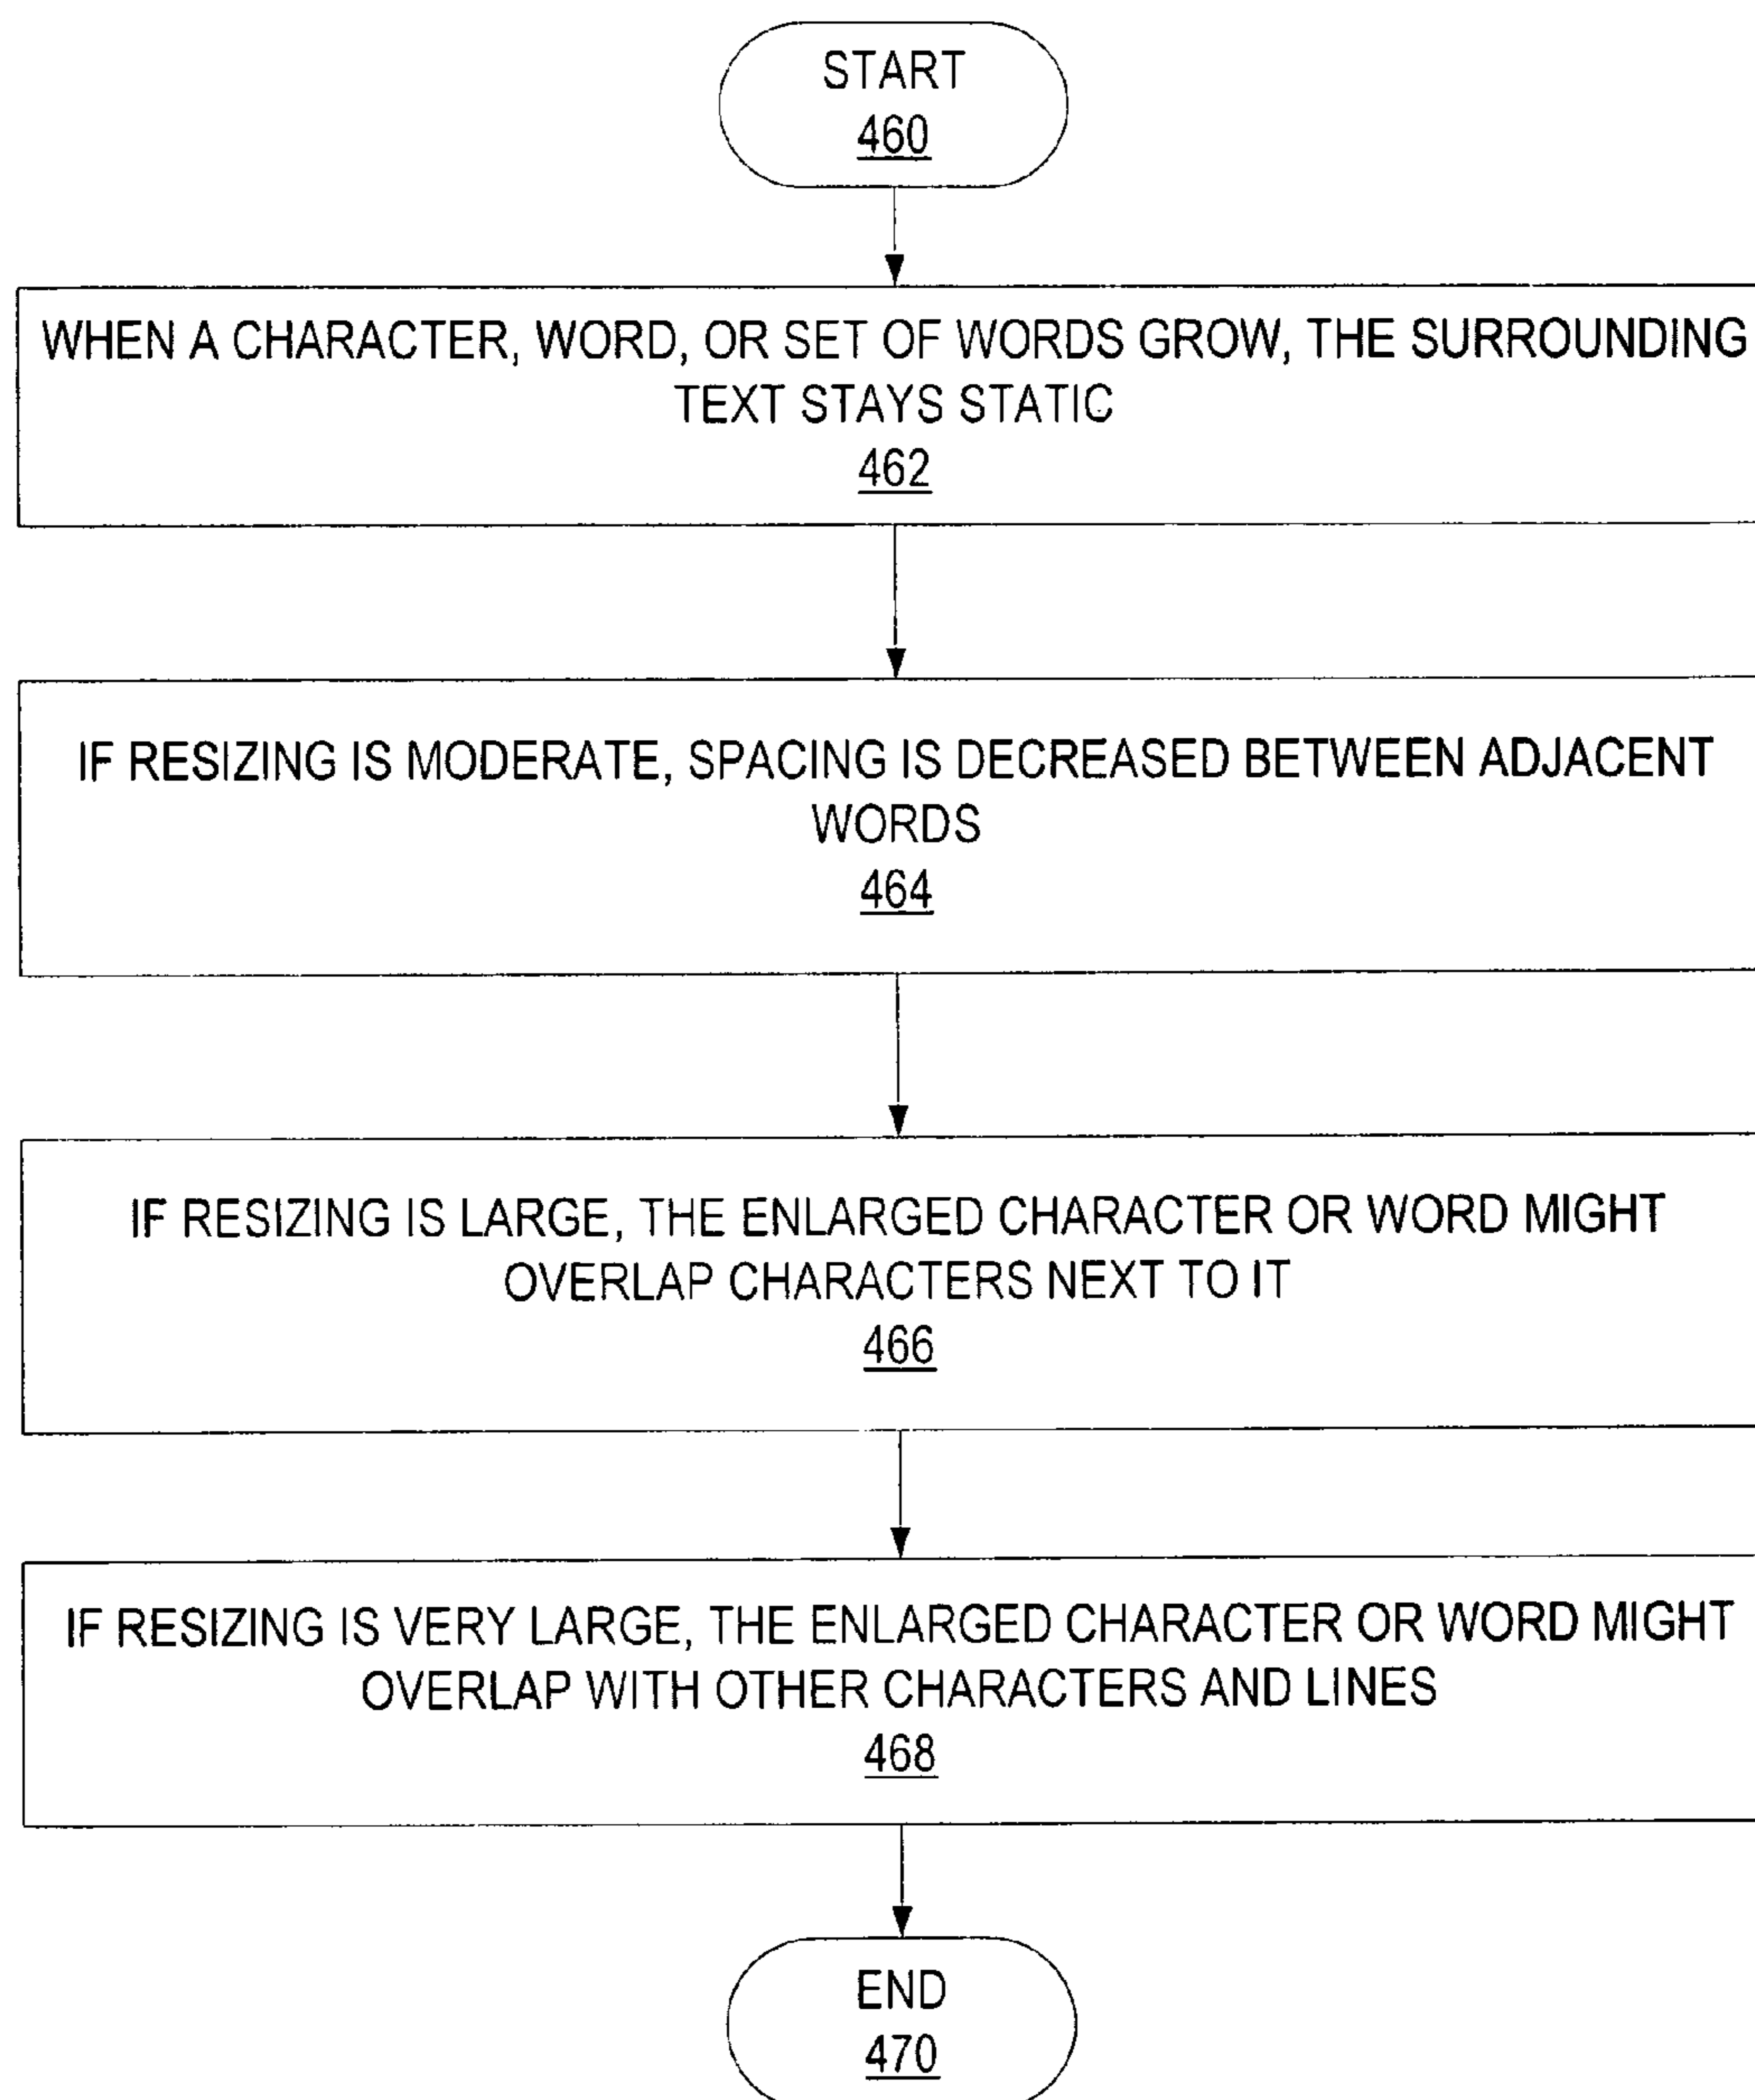 START
460
WHEN A CHARACTER, WORD, OR SET OF WORDS GROW, THE SURROUNDING
TEXT STAYS STATIC
462
IF RESIZING IS MODERATE, SPACING IS DECREASED BETWEEN ADJACENT
WORDS
464
IF RESIZING IS LARGE, THE ENLARGED CHARACTER OR WORD MIGHT
OVERLAP CHARACTERS NEXT TO IT
466
IF RESIZING IS VERY LARGE, THE ENLARGED CHARACTER OR WORD MIGHT
OVERLAP WITH OTHER CHARACTERS AND LINES
468
END
470